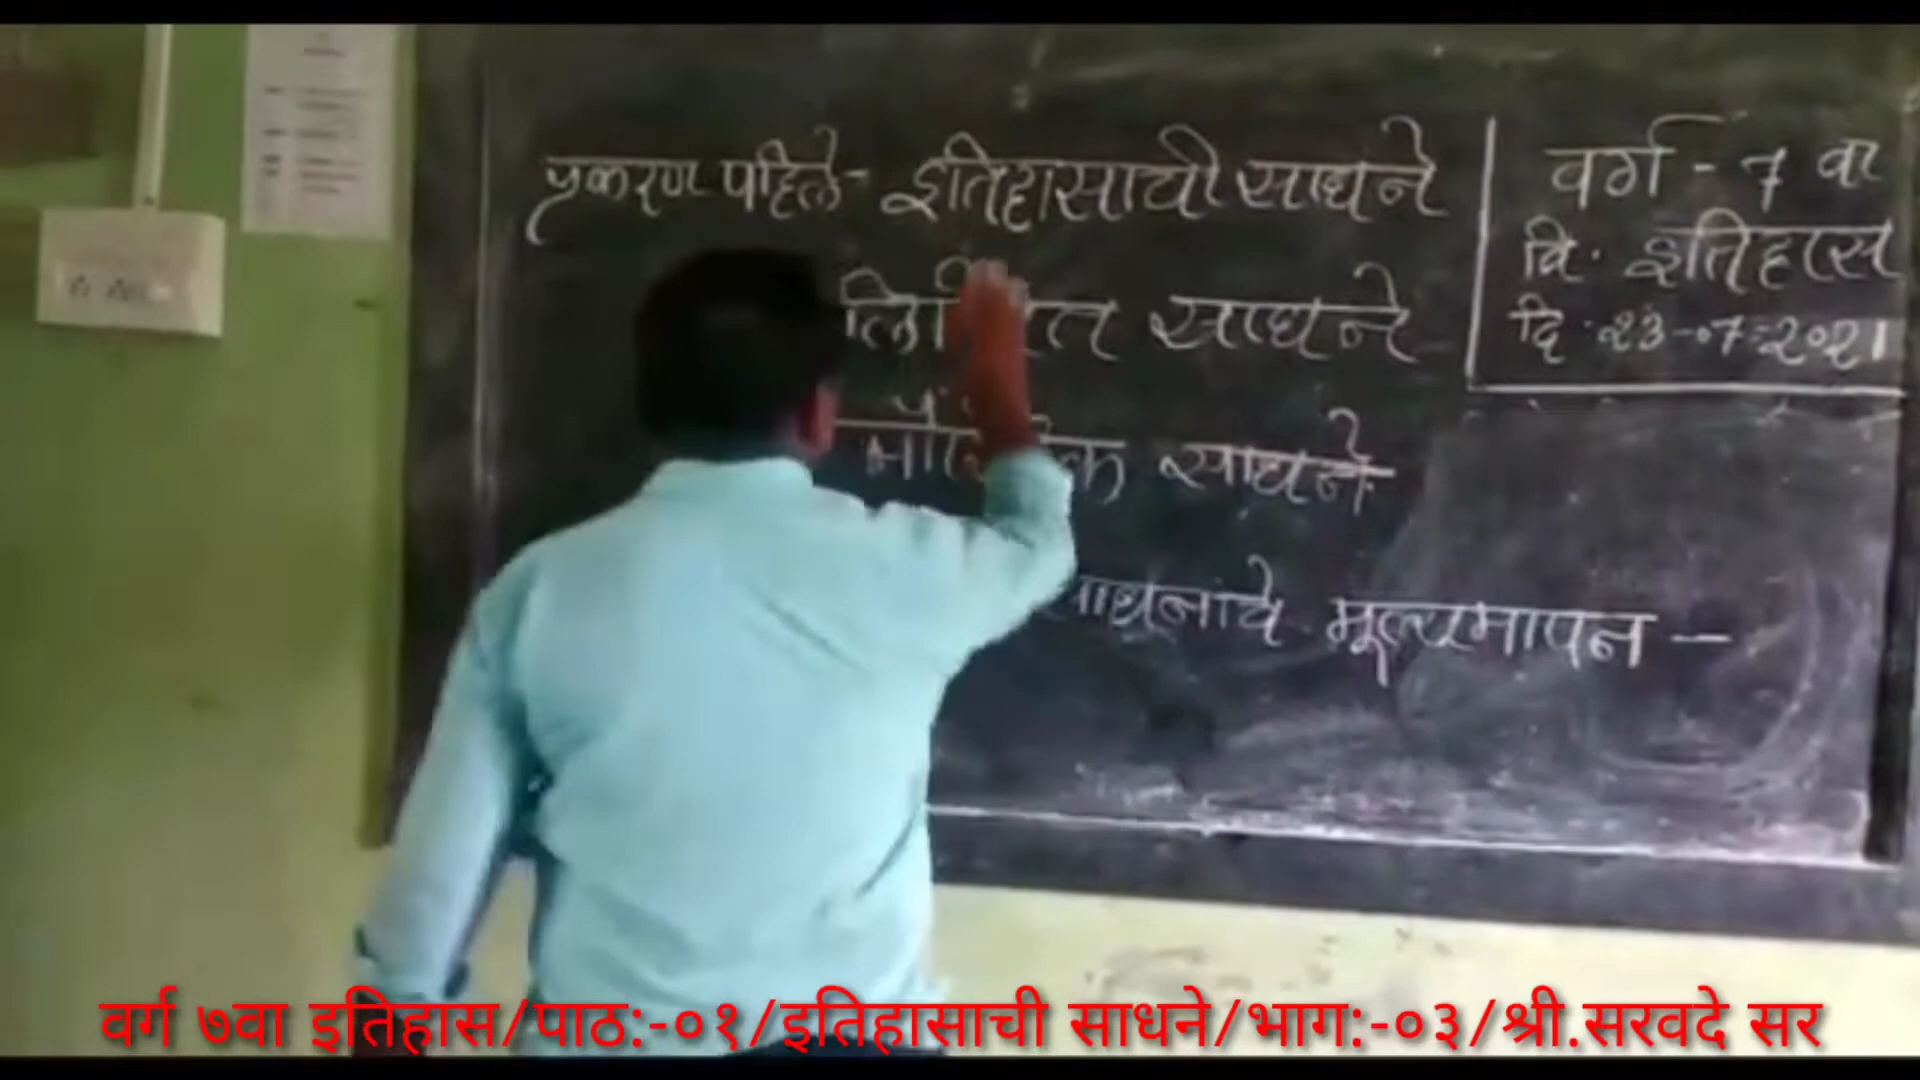 प्रकरण पहिले- इतिहासाची साधने
साधने
साधने
मूल्यमापन -
वर्ग - 7 वा
वि. इतिहास
दि. 23-07-2021
वर्ग ७वा इतिहास/पाठ:-०१/इतिहासाची साधने/भाग:-०३/श्री.सरवदे सर